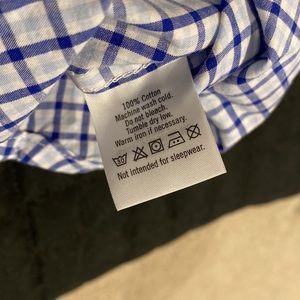 100% Cotton
Machine wash cold.
Do not bleach.
Tumble dry low.
Warm iron if necessary.
Not intended for sleepwear.